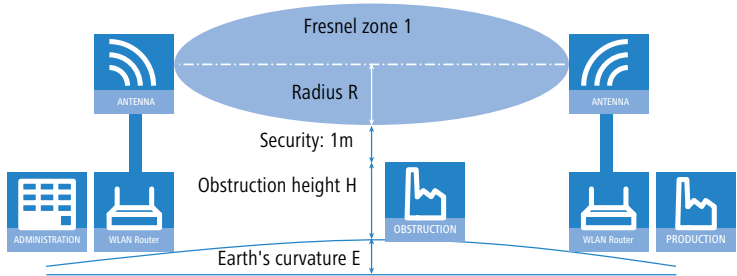 Fresnel zone 1
ANTENNA
Radius R
ANTENNA
Security: 1m
Obstruction height H
ADMINISTRATION
WLAN Router
OBSTRUCTION
WLAN Router
PRODUCTION
Earth's curvature E